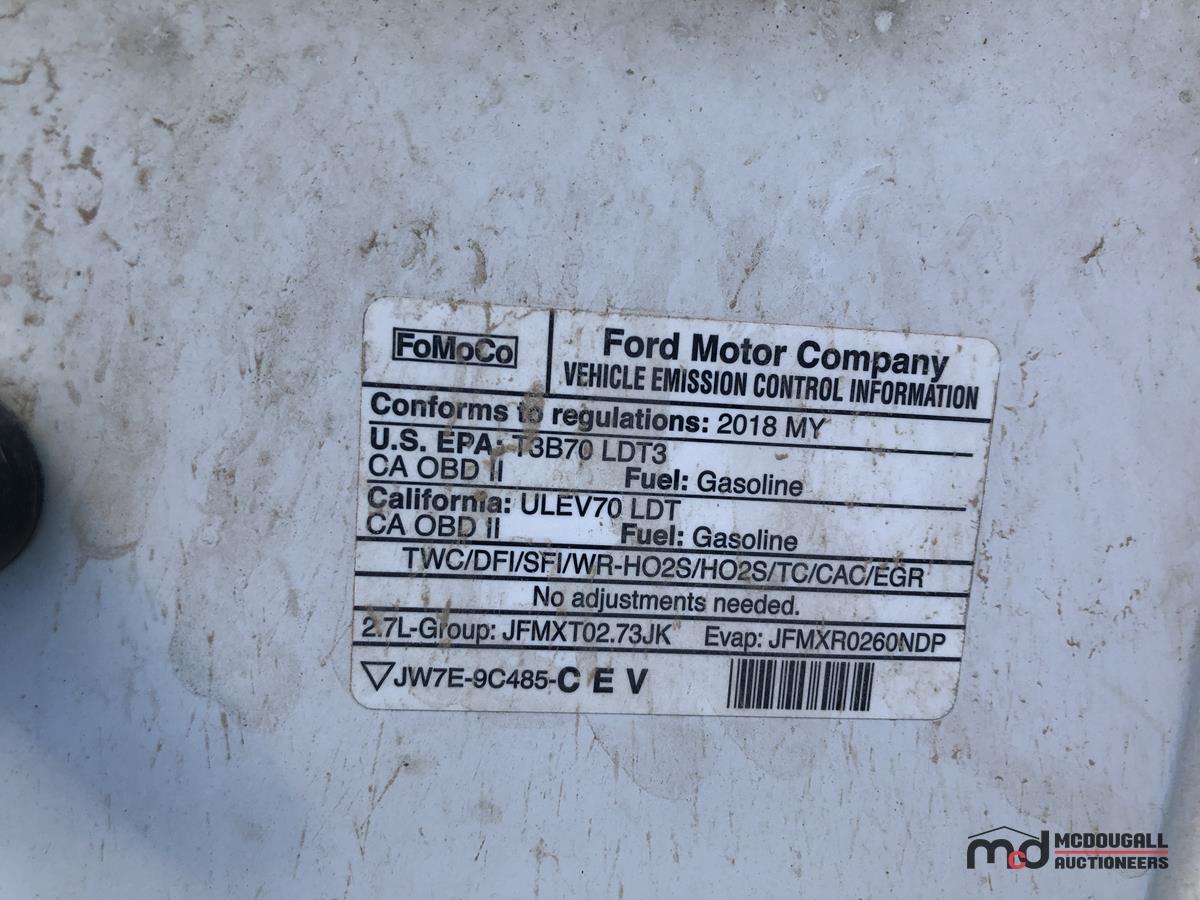 FoMoCo
Ford Motor Company
VEHICLE EMISSION CONTROL INFORMATION
Conforms to regulations: 2018 MY
U.S. EPA: T3B70 LDT3
CA OBD II Fuel: Gasoline
California: ULEV70 LDT
CA OBD II Fuel: Gasoline
TWC/DFI/SFI/WR-HO2S/HO2S/TC/CAC/EGR
No adjustments needed.
2.7L-Group: JFMXT02.73JK Evap: JFMXR0260NDP
JW7E-9C485-C E V
mcd MCDOUGALL
AUCTIONEERS